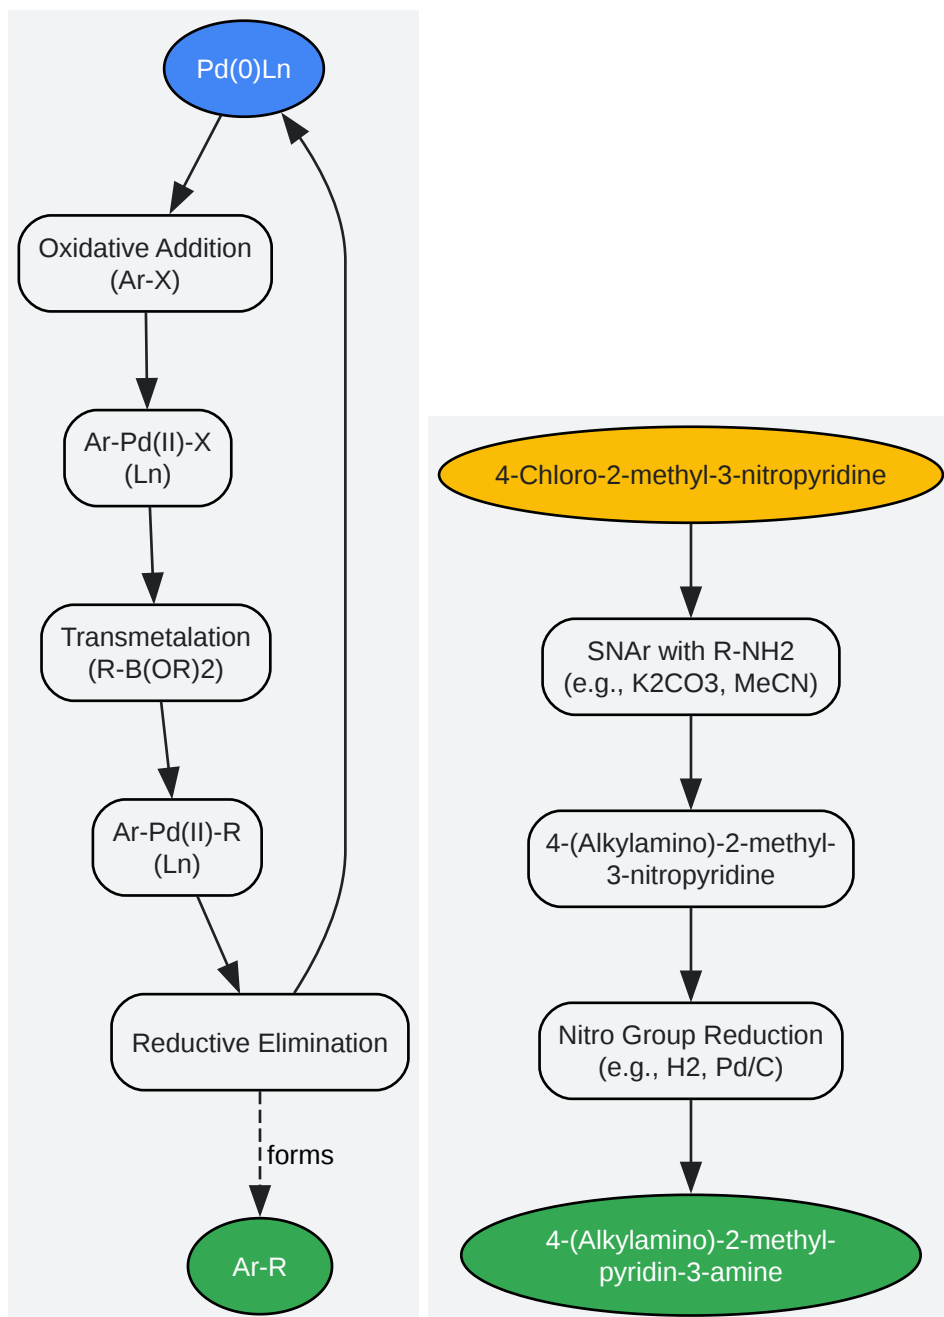 Pd(0)Ln
Oxidative Addition
(Ar-X)
Ar-Pd(II)-X
(Ln)
Transmetalation
(R-B(OR)2)
Ar-Pd(II)-R
(Ln)
Reductive Elimination
forms
Ar-R
4-Chloro-2-methyl-3-nitropyridine
SNAr with R-NH2
(e.g., K2CO3, MeCN)
4-(Alkylamino)-2-methyl-
3-nitropyridine
Nitro Group Reduction
(e.g., H2, Pd/C)
4-(Alkylamino)-2-methyl-
pyridin-3-amine